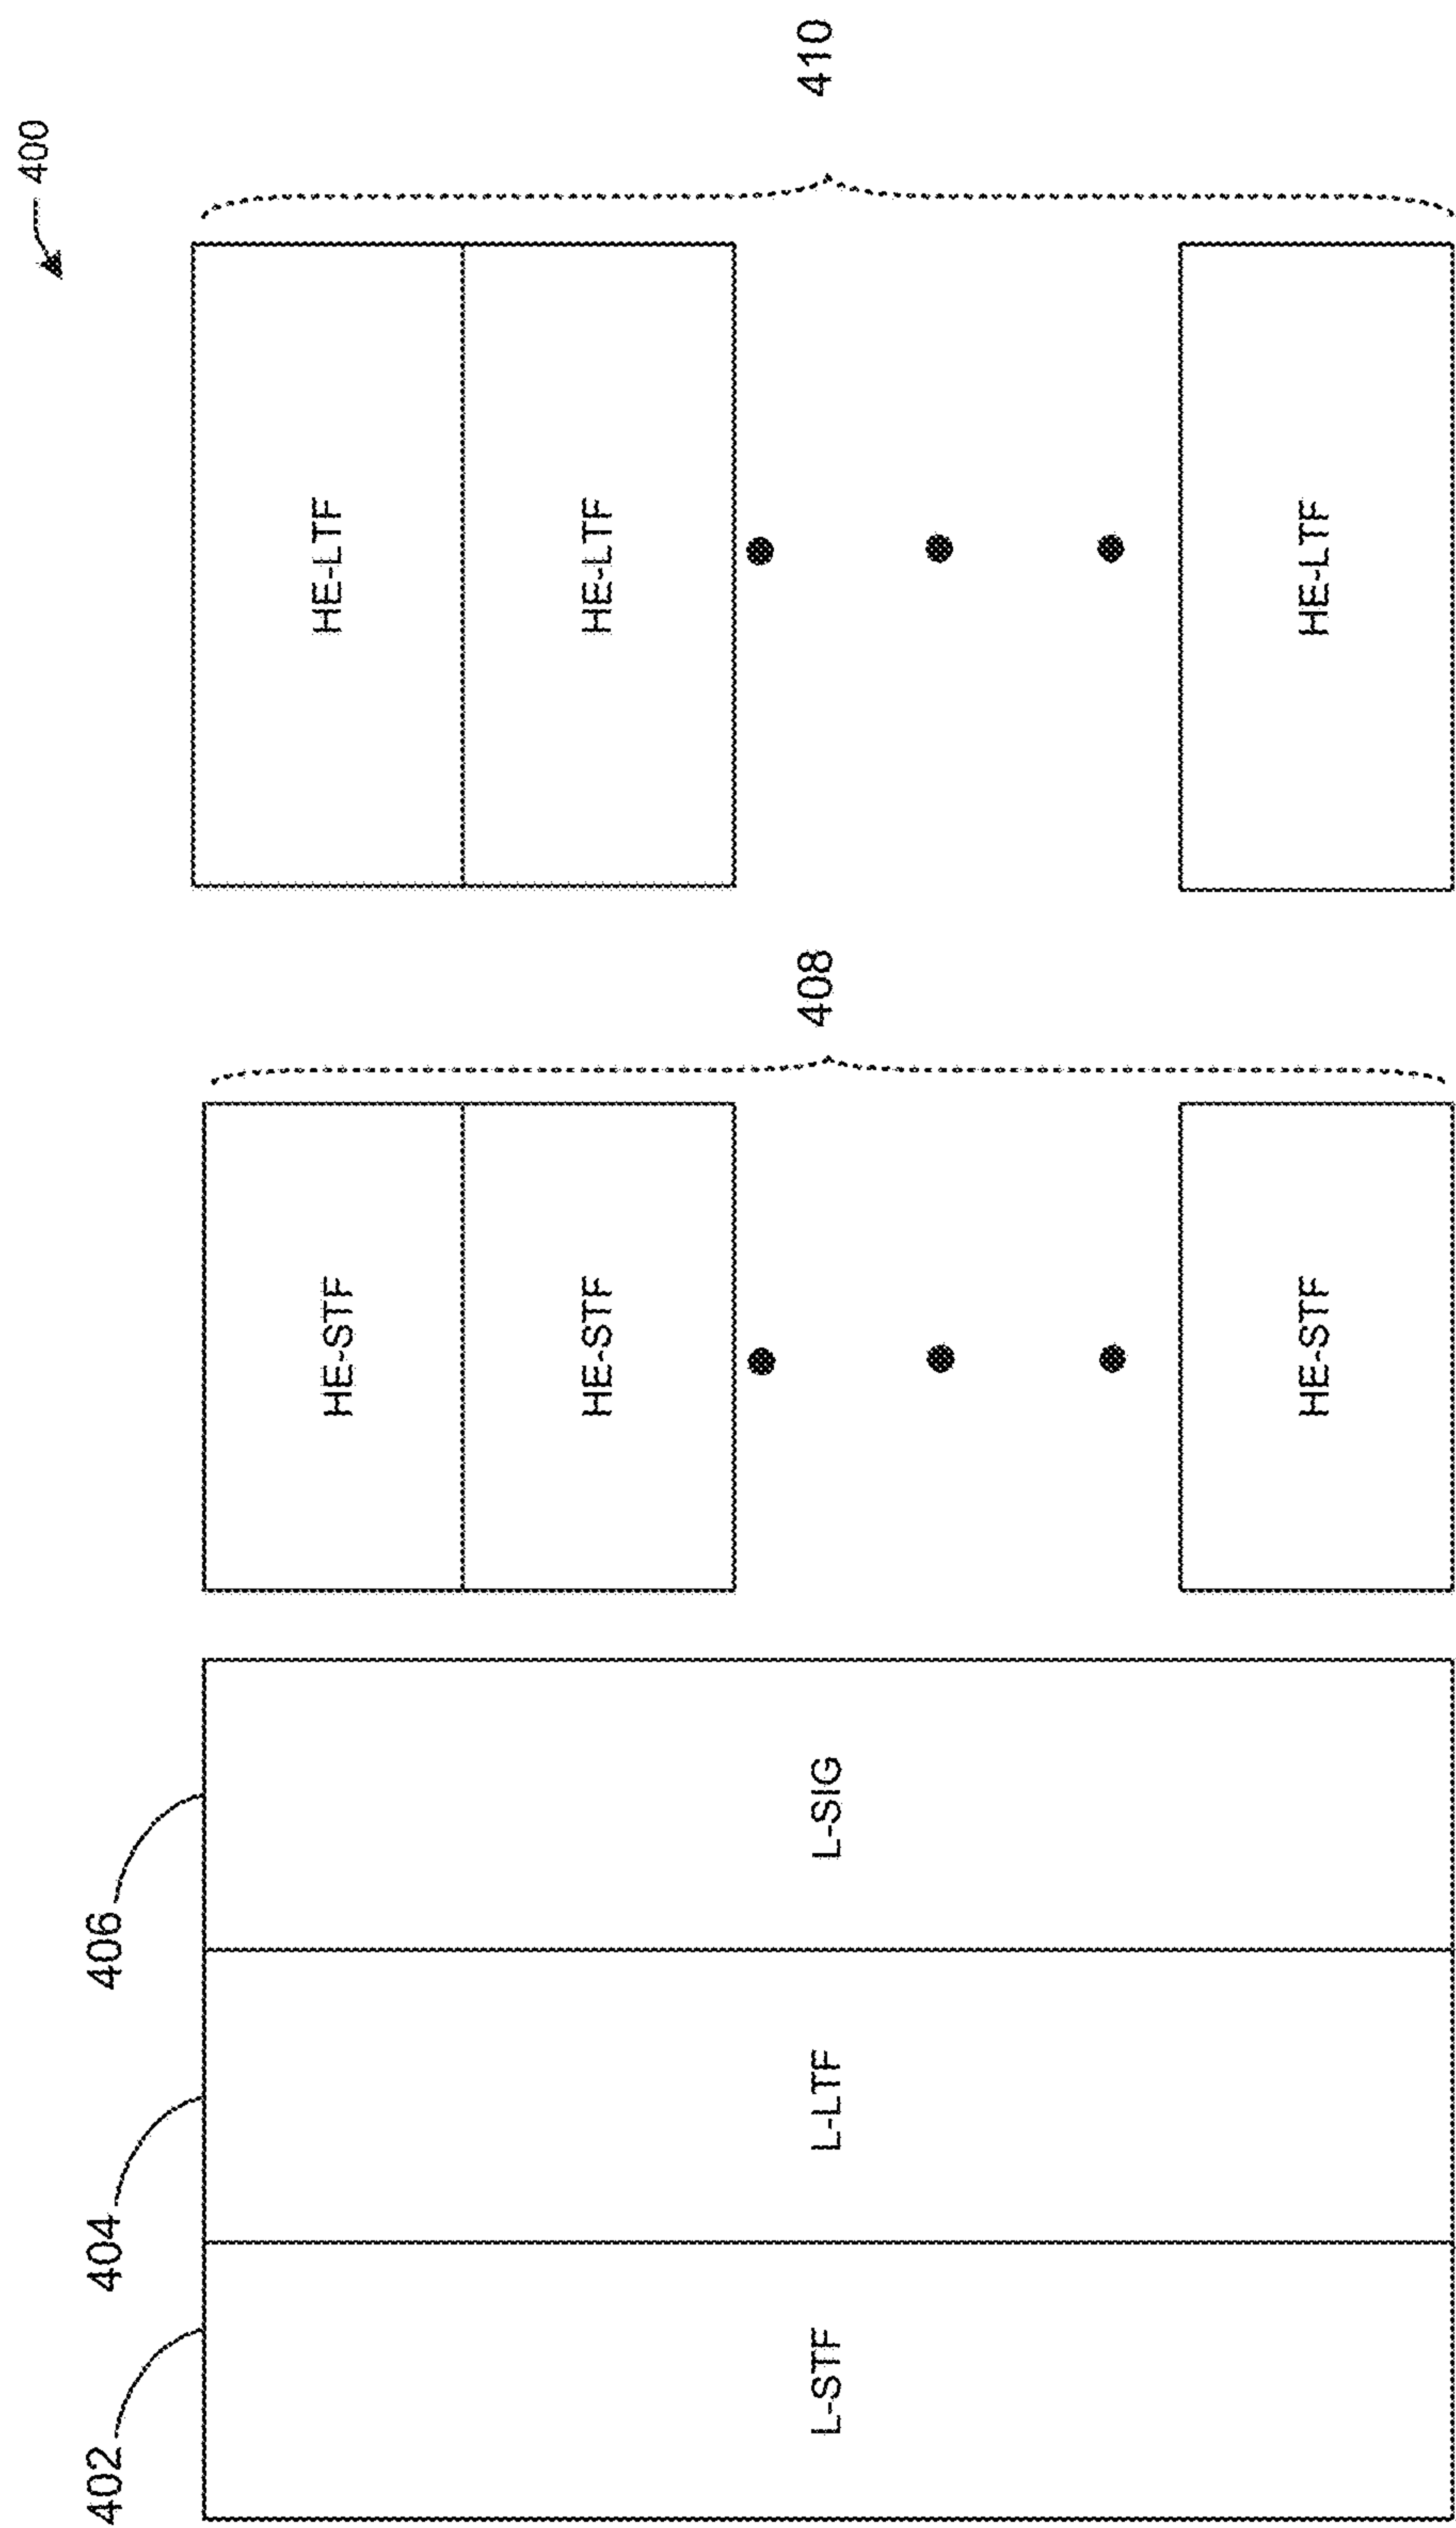 400
402
404
406
L-STF
L-LTF
L-SIG
HE-STF
HE-STF
HE-STF
408
HE-LTF
HE-LTF
HE-LTF
410